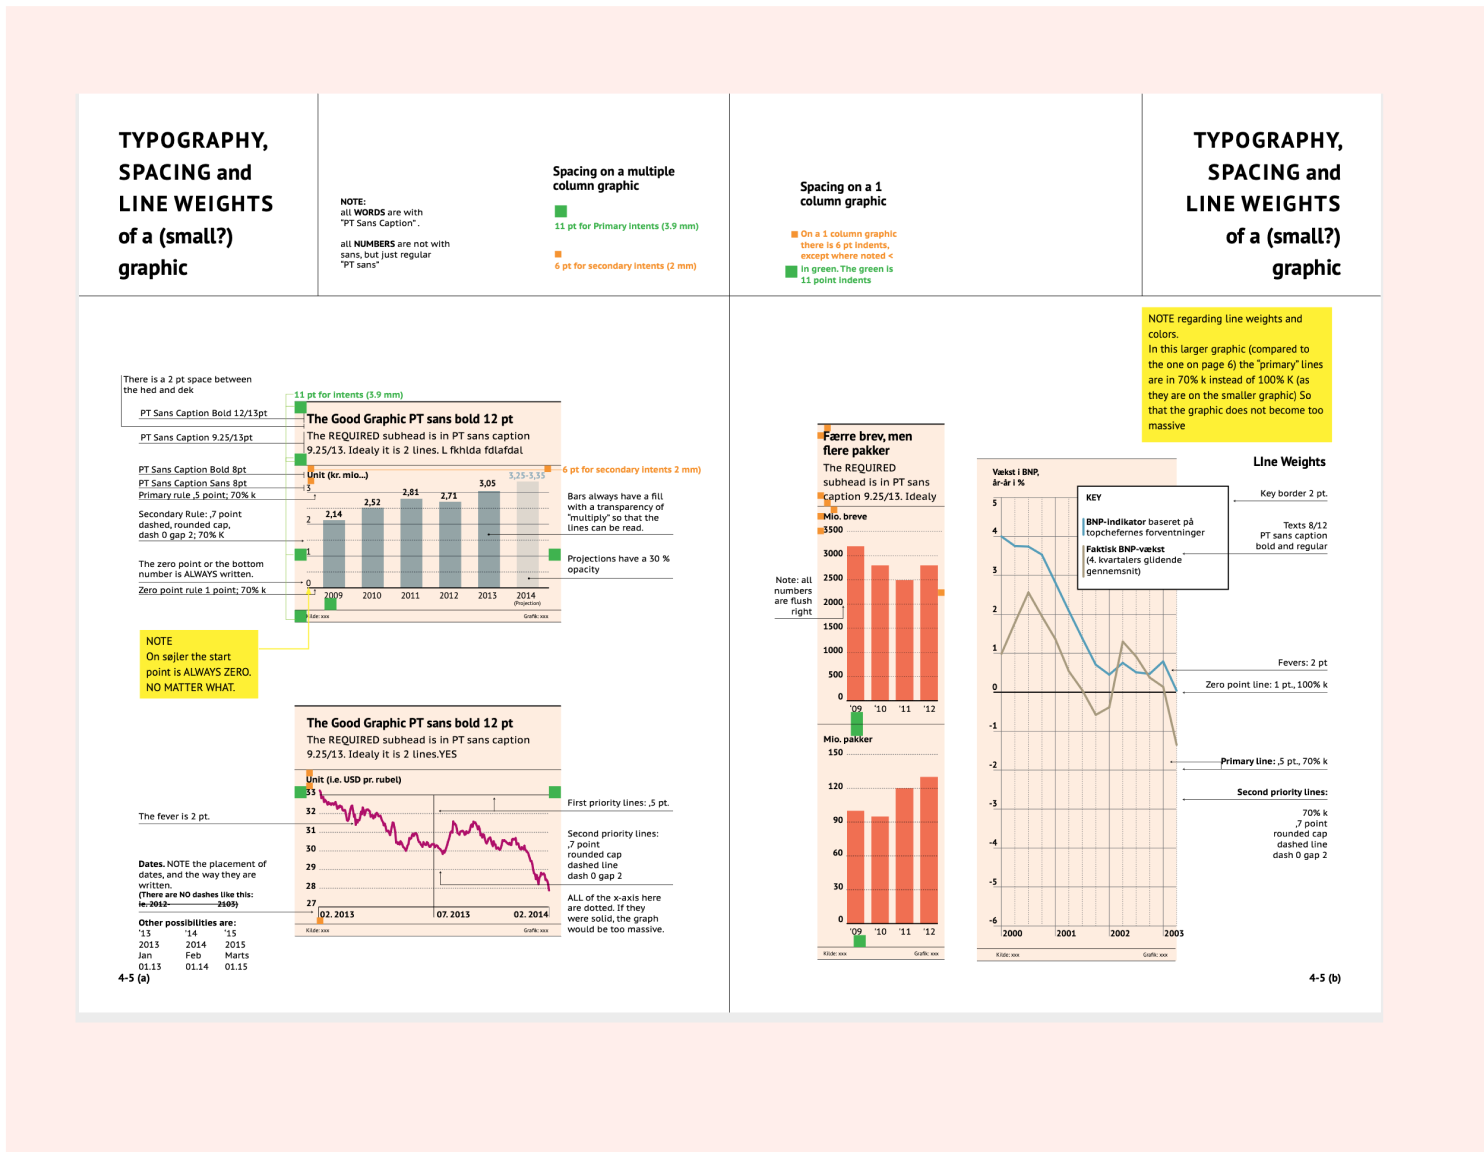 TYPOGRAPHY,
SPACING and
LINE WEIGHTS
of a (small?)
graphic
NOTE:
all WORDS are with
"PT Sans Caption" .
all NUMBERS are not with
sans, but just regular
"PT sans"
Spacing on a multiple
column graphic
11 pt for Primary intents (3.9 mm)
6 pt for secondary intents (2 mm)
Spacing on a 1
column graphic
On a 1 column graphic
there is 6 pt indents,
except where noted <
in green. The green is
11 point indents
TYPOGRAPHY,
SPACING and
LINE WEIGHTS
of a (small?)
graphic
There is a 2 pt space between
the hed and dek
PT Sans Caption Bold 12/13pt
PT Sans Caption 9.25/13pt
PT Sans Caption Bold 8pt
PT Sans Caption Sans 8pt
Primary rule ,5 point; 70% k
Secondary Rule: ,7 point
dashed, rounded cap,
dash 0 gap 2; 70% K
The zero point or the bottom
number is ALWAYS written.
Zero point rule 1 point; 70% k
11 pt for intents (3.9 mm)
The Good Graphic PT sans bold 12 pt
The REQUIRED subhead is in PT sans caption
9.25/13. Idealy it is 2 lines. L fkhlda fdlafdal
6 pt for secondary intents 2 mm)
Unit (kr. mio...)
3
2
1
0
2,14
2,52
2,81
2,71
3,05
3,25-3,35
2009 2010 2011 2012 2013 2014
(Projection)
Kilde: xxx
Grafik: xxx
Bars always have a fill
with a transparency of
"multiply" so that the
lines can be read.
Projections have a 30 %
opacity
NOTE
On søjler the start
point is ALWAYS ZERO.
NO MATTER WHAT.
The Good Graphic PT sans bold 12 pt
The REQUIRED subhead is in PT sans caption
9.25/13. Idealy it is 2 lines.YES
Unit (i.e. USD pr. rubel)
33
32
31
30
29
28
27
02. 2013 07. 2013 02. 2014
Kilde: xxx
Grafik: xxx
The fever is 2 pt.
First priority lines: ,5 pt.
Second priority lines:
,7 point
rounded cap
dashed line
dash 0 gap 2
ALL of the x-axis here
are dotted. If they
were solid, the graph
would be too massive.
Dates. NOTE the placement of
dates, and the way they are
written.
(There are NO dashes like this:
ie. 2012- 2103)
Other possibilities are:
'13 '14 '15
2013 2014 2015
Jan Feb Marts
01.13 01.14 01.15
4-5 (a)
Færre brev, men
flere pakker
The REQUIRED
subhead is in PT sans
caption 9.25/13. Idealy
Mio. breve
3500
3000
2500
2000
1500
1000
500
0
'09 '10 '11 '12
Note: all
numbers
are flush
right
Mio. pakker
150
120
90
60
30
0
'09 '10 '11 '12
Kilde: xxx
Grafik: xxx
NOTE regarding line weights and
colors.
In this larger graphic (compared to
the one on page 6) the "primary" lines
are in 70% k instead of 100% K (as
they are on the smaller graphic) So
that the graphic does not become too
massive
Vækst i BNP,
år-år i %
5
4
3
2
1
0
-1
-2
-3
-4
-5
-6
2000 2001 2002 2003
KEY
BNP-indikator baseret på
topchefernes forventninger
Faktisk BNP-vækst
(4. kvartalers glidende
gennemsnit)
Kilde: xxx
Grafik: xxx
LIne Weights
Key border 2 pt.
Texts 8/12
PT sans caption
bold and regular
Fevers: 2 pt
Zero point line: 1 pt., 100% k
Primary line: ,5 pt., 70% k
Second priority lines:
70% k
,7 point
rounded cap
dashed line
dash 0 gap 2
4-5 (b)